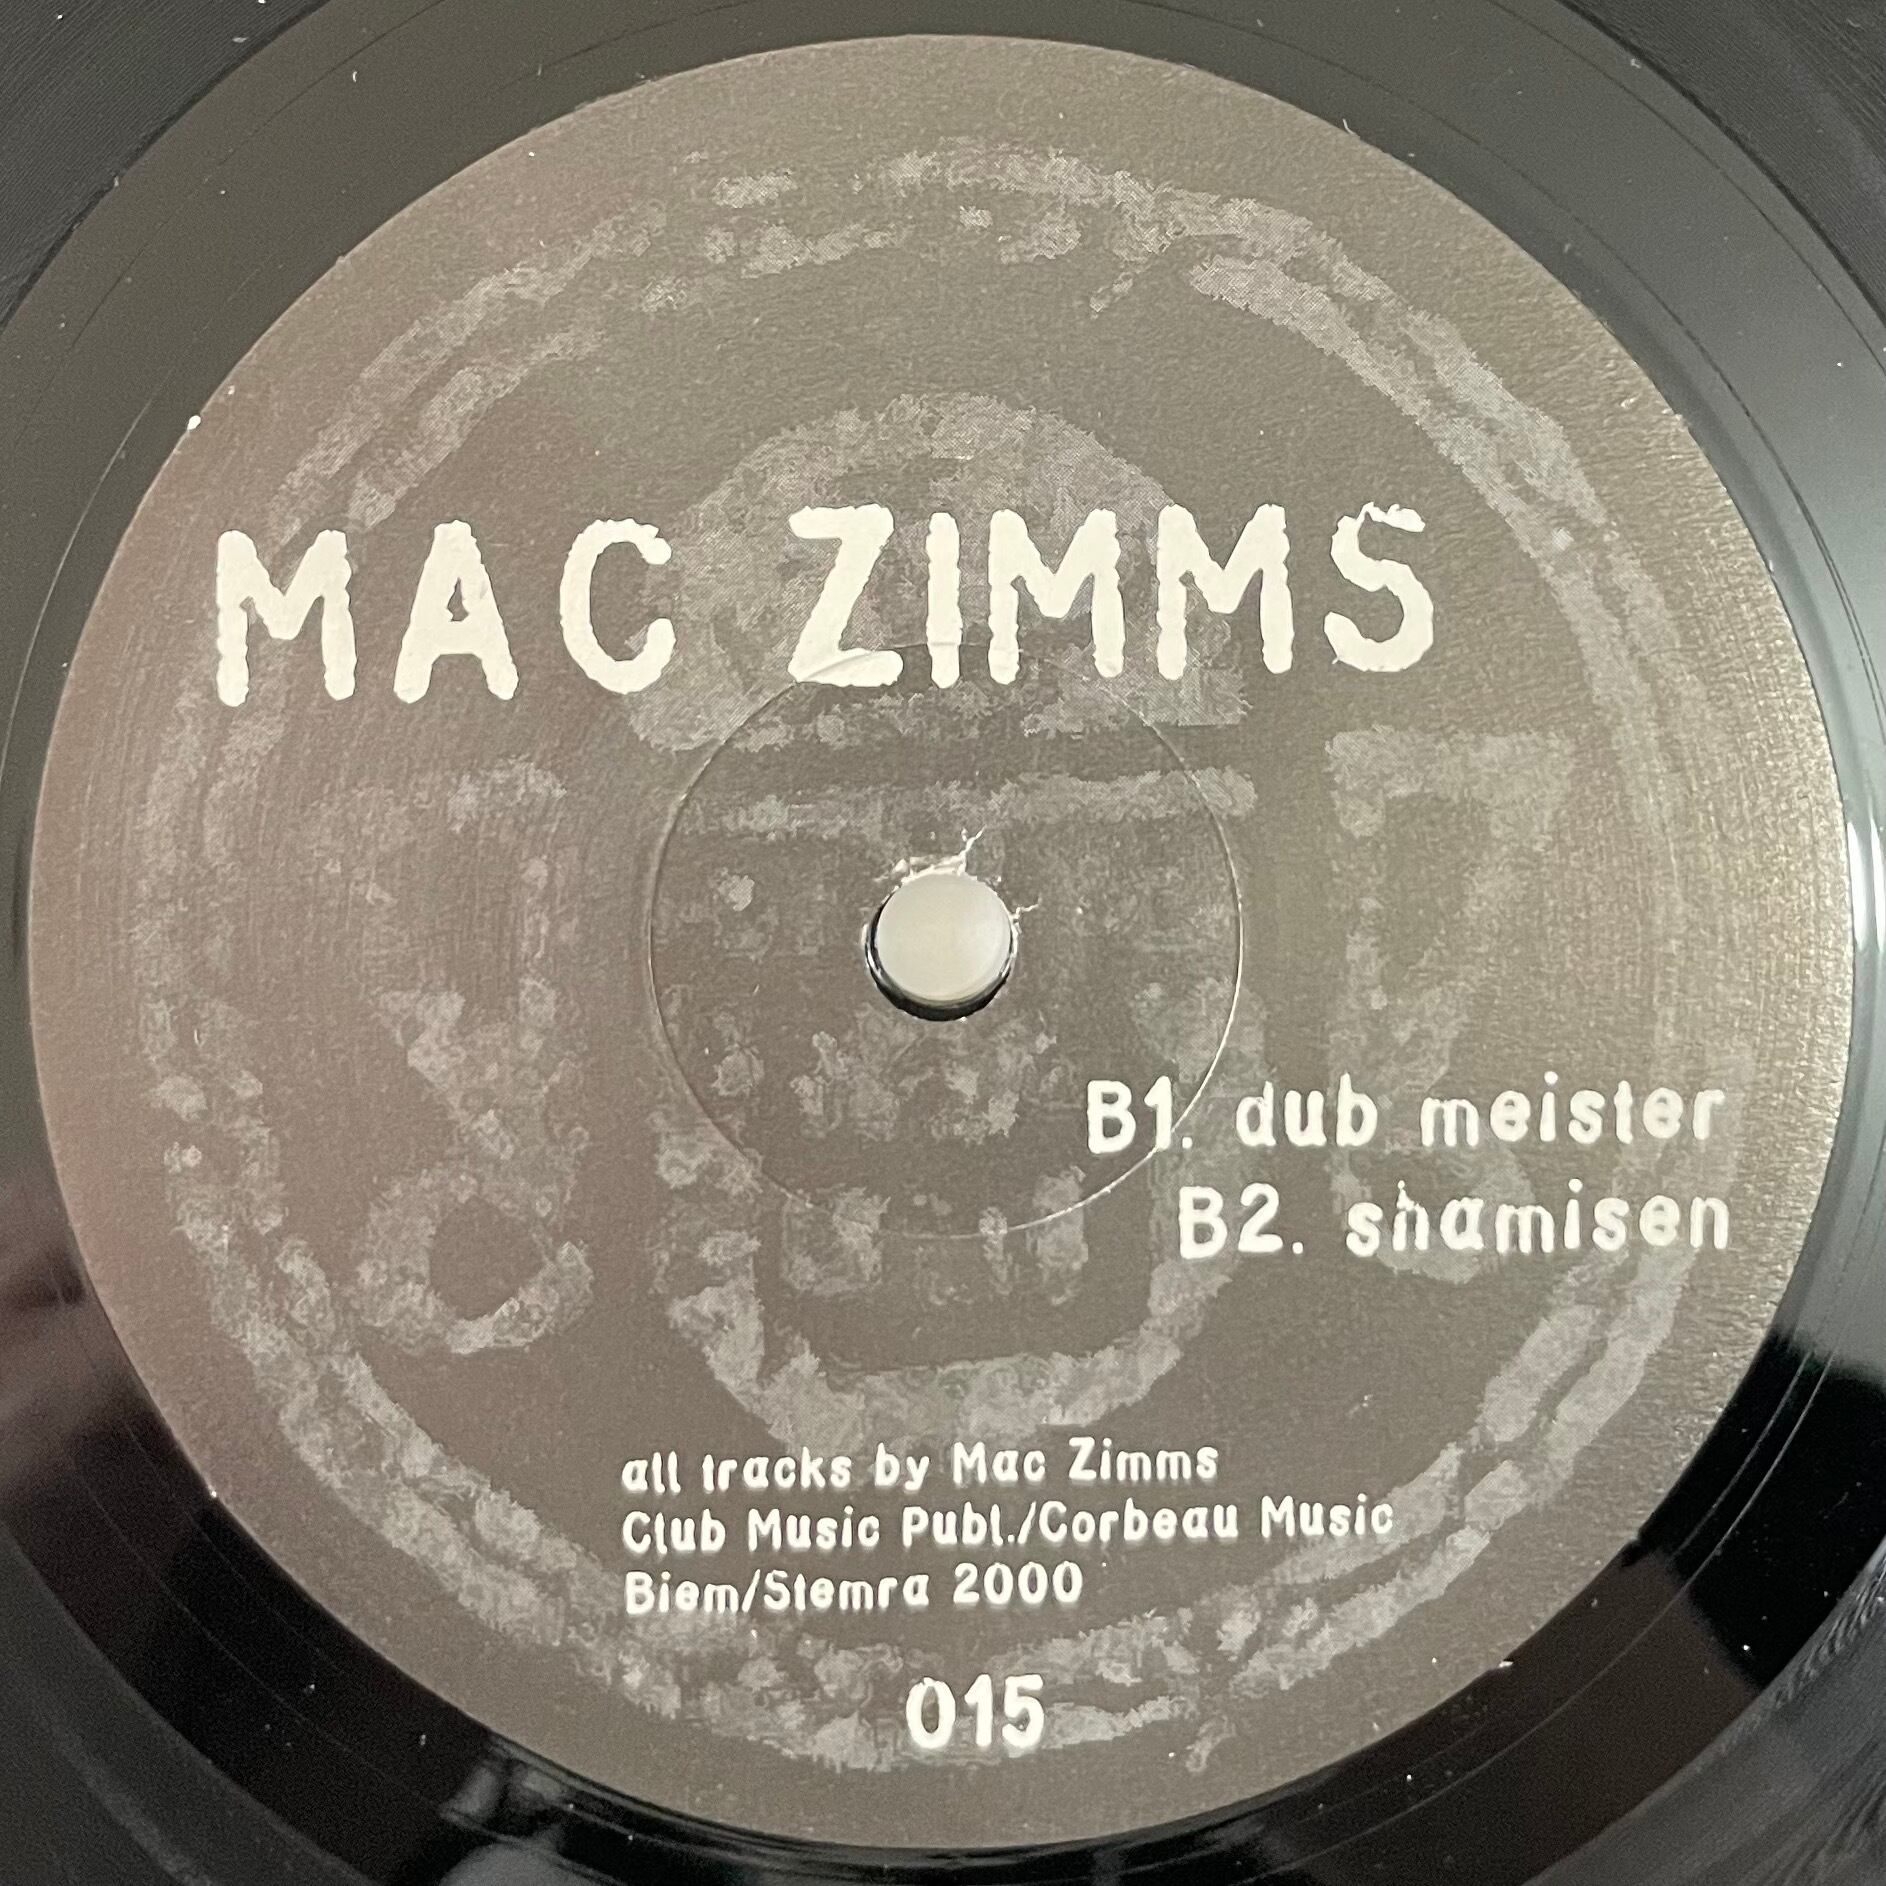 MAC ZIMMS
B1. dub meister
B2. shamisen
all tracks by Mac Zimms
Club Music Publ./Corbeau Music
Biem/Stemra 2000
015